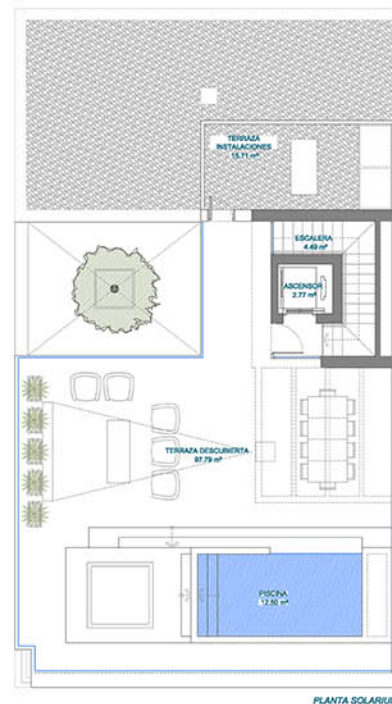 TERRAZA
INSTALACIONES
15.71 m²
ESCALERA
4.49 m²
ASCENSOR
2.77 m²
TERRAZA DESCUBIERTA
97.79 m²
PISCINA
12.50 m²
PLANTA SOLARIU